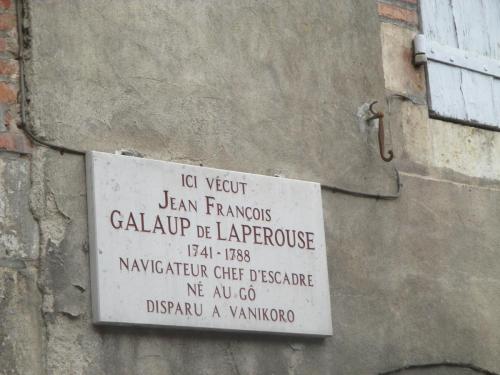 ICI VÉCUT
JEAN FRANÇOIS
GALAUP DE LAPEROUSE
1741-1788
NAVIGATEUR CHEF D'ESCADRE
NÉ AU GÔ
DISPARU A VANIKORO